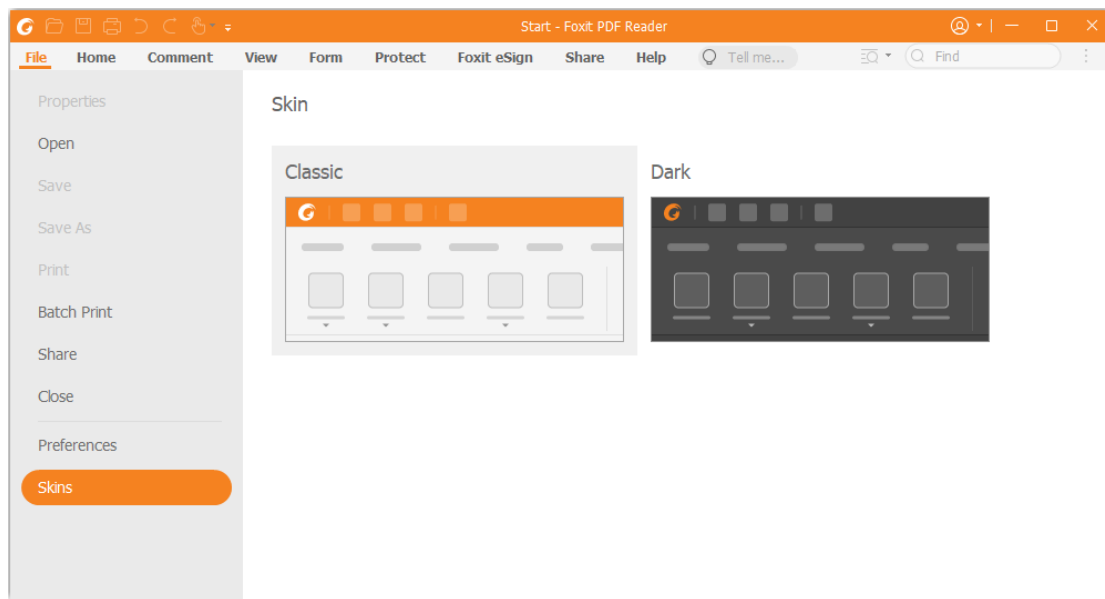 Start - Foxit PDF Reader
File Home Comment View Form Protect Foxit eSign Share Help Tell me... Find
Properties
Open
Save
Save As
Print
Batch Print
Share
Close
Preferences
Skins
Skin
Classic Dark